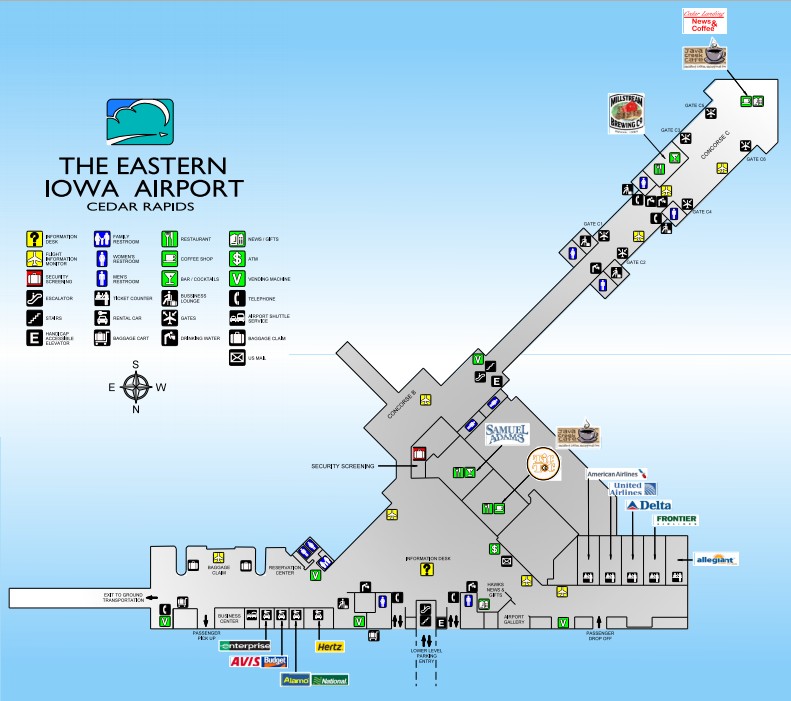 Cedar Landing
News &
Coffee
JAVA
CREEK
CAFE
MILLSTREAM
BREWING CO
GATE C5
GATE C3
CONCORSE C
GATE C6
GATE C4
GATE C1
GATE C2
THE EASTERN
IOWA AIRPORT
CEDAR RAPIDS
? INFORMATION
DESK
FAMILY
RESTROOM
RESTAURANT
NEWS / GIFTS
FLIGHT
INFORMATION
MONITOR
WOMEN'S
RESTROOM
COFFEE SHOP
$ ATM
SECURITY
SCREENING
MEN'S
RESTROOM
BAR / COCKTAILS
V VENDING MACHINE
ESCALATOR
TICKET COUNTER
BUSSINESS
LOUNGE
TELEPHONE
STAIRS
RENTAL CAR
GATES
AIRPORT SHUTTLE
SERVICE
E HANDICAP
ACCESSIBLE
ELEVATOR
BAGGAGE CART
DRINKING WATER
BAGGAGE CLAIM
US MAIL
S
E W
N
V
E
CONCORSE B
SAMUEL
ADAMS
JAVA
CREEK
CAFE
SECURITY SCREENING
American Airlines
United
Airlines
Delta
FRONTIER
AIRLINES
allegiant
$
INFORMATION DESK
?
BAGGAGE
CLAIM
RESERVATION
CENTER
V
EXIT TO GROUND
TRANSPORTATION
HAWKS
NEWS &
GIFTS
V
BUSINESS
CENTER
V
E
AIRPORT
GALLERY
V
PASSENGER
PICK UP
PASSENGER
DROP OFF
enterprise
Hertz
LOWER LEVEL
PARKING
ENTRY
AVIS Budget
Alamo National